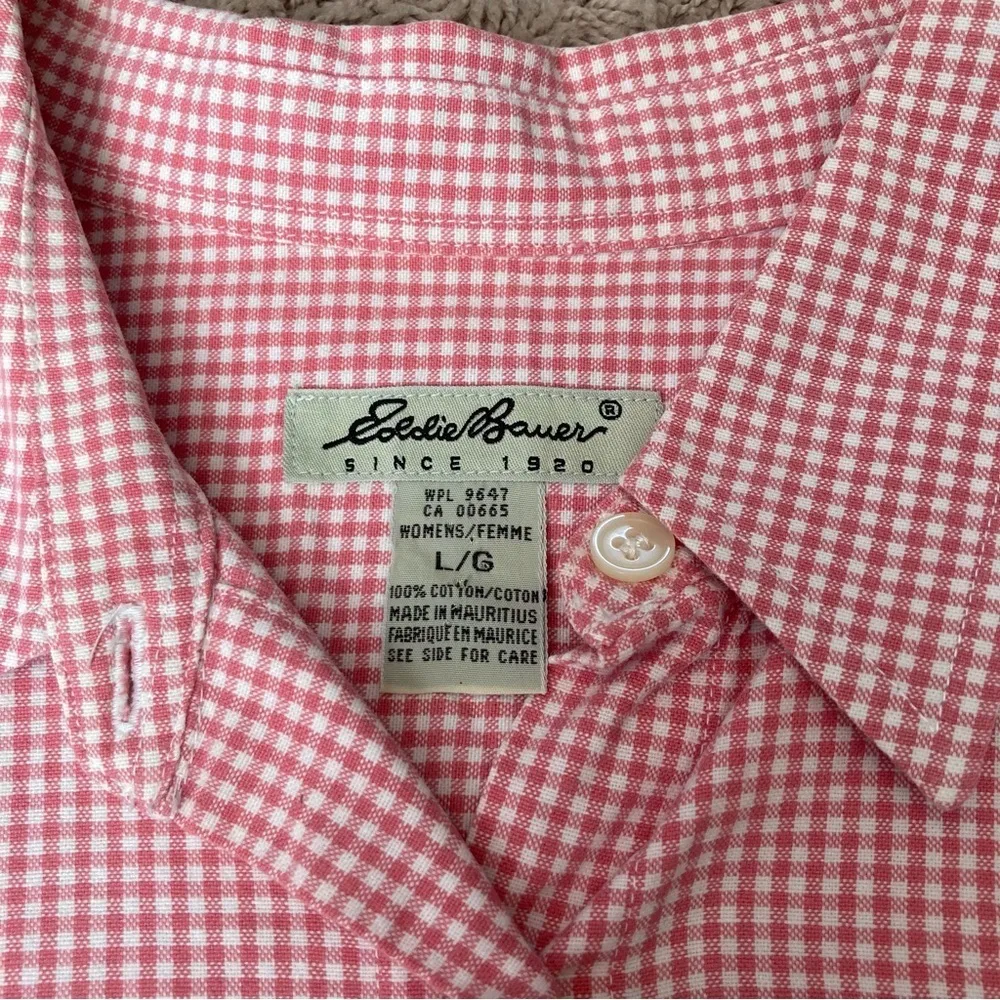 Eddie Bauer®
SINCE 1920
WPL 9647
CA 00665
WOMENS/FEMME
L/G
100% COTTON/COTON
MADE IN MAURITIUS
FABRIQUÉ EN MAURICE
SEE SIDE FOR CARE